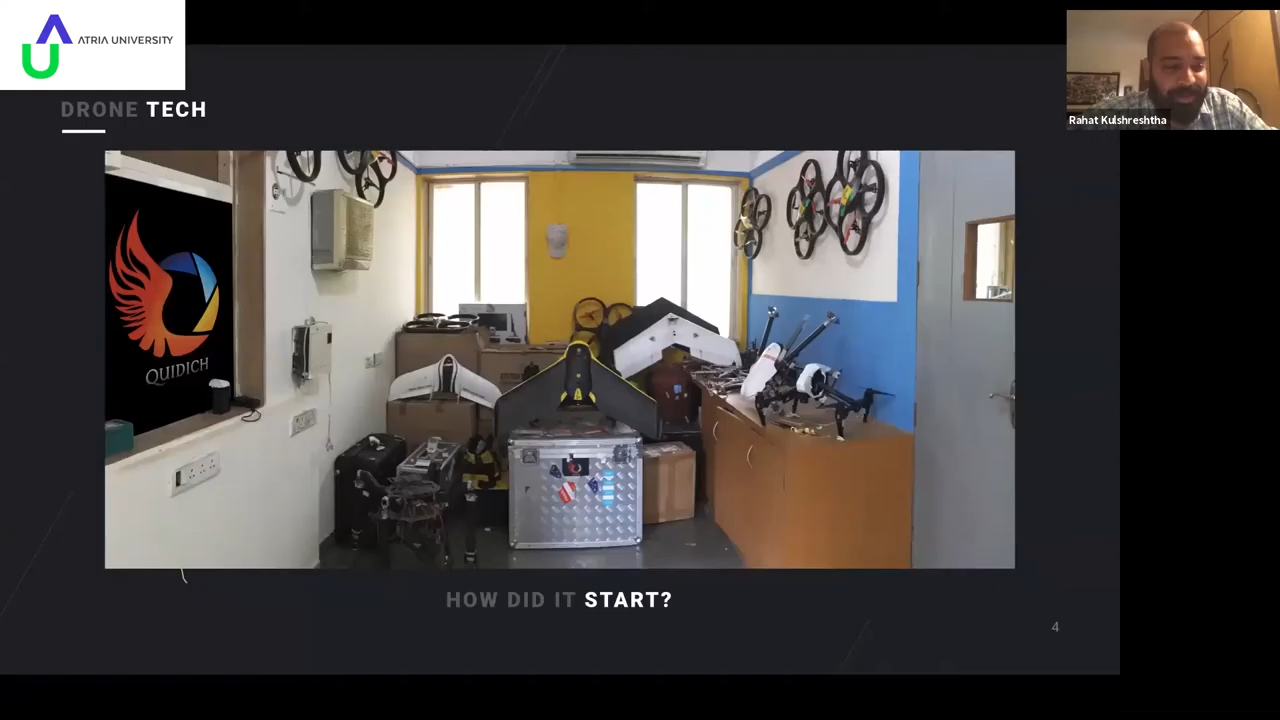 ATRIA UNIVERSITY
DRONE TECH
Rahat Kulshreshtha
QUIDICH
HOW DID IT START?
4